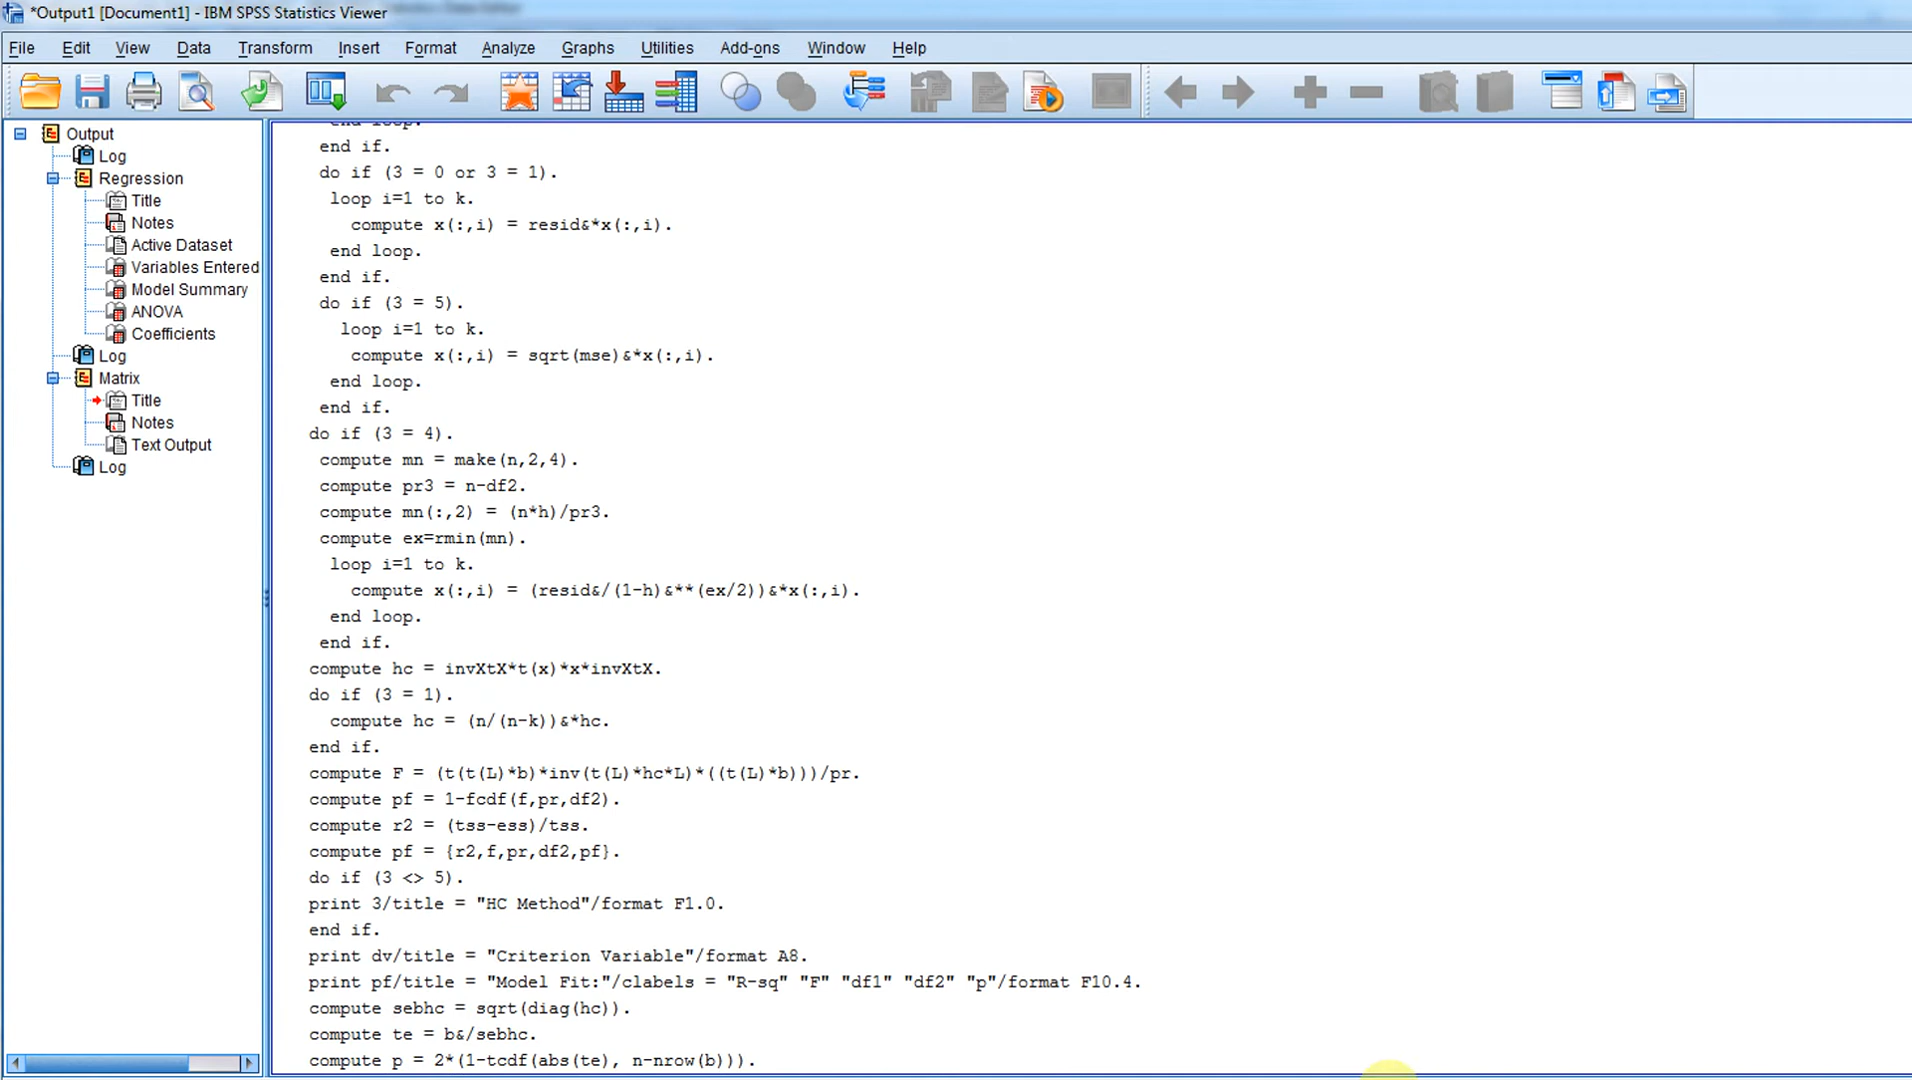 *Output1 [Document1] - IBM SPSS Statistics Viewer
File Edit View Data Transform Insert Format Analyze Graphs Utilities Add-ons Window Help
Output
Log
Regression
Title
Notes
Active Dataset
Variables Entered
Model Summary
ANOVA
Coefficients
Log
Matrix
Title
Notes
Text Output
Log
end loop.
end if.
do if (3 = 0 or 3 = 1).
loop i=1 to k.
compute x(:,i) = resid&*x(:,i).
end loop.
end if.
do if (3 = 5).
loop i=1 to k.
compute x(:,i) = sqrt(mse)&*x(:,i).
end loop.
end if.
do if (3 = 4).
compute mn = make(n,2,4).
compute pr3 = n-df2.
compute mn(:,2) = (n*h)/pr3.
compute ex=rmin(mn).
loop i=1 to k.
compute x(:,i) = (resid&/(1-h)&**(ex/2))&*x(:,i).
end loop.
end if.
compute hc = invXtX*t(x)*x*invXtX.
do if (3 = 1).
compute hc = (n/(n-k))&*hc.
end if.
compute F = (t(t(L)*b)*inv(t(L)*hc*L)*((t(L)*b)))/pr.
compute pf = 1-fcdf(f,pr,df2).
compute r2 = (tss-ess)/tss.
compute pf = {r2,f,pr,df2,pf}.
do if (3 <> 5).
print 3/title = "HC Method"/format F1.0.
end if.
print dv/title = "Criterion Variable"/format A8.
print pf/title = "Model Fit:"/clabels = "R-sq" "F" "df1" "df2" "p"/format F10.4.
compute sebhc = sqrt(diag(hc)).
compute te = b&/sebhc.
compute p = 2*(1-tcdf(abs(te), n-nrow(b))).